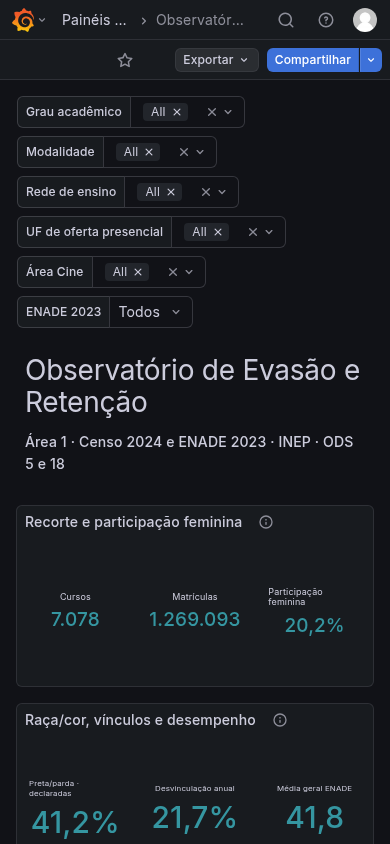 Painéis ... › Observatór...
Exportar Compartilhar
Grau acadêmico All
Modalidade All
Rede de ensino All
UF de oferta presencial All
Área Cine All
ENADE 2023 Todos
Observatório de Evasão e
Retenção
Área 1 · Censo 2024 e ENADE 2023 · INEP · ODS
5 e 18
Recorte e participação feminina
Cursos
7.078
Matrículas
1.269.093
Participação
feminina
20,2%
Raça/cor, vínculos e desempenho
Preta/parda ·
declaradas
41,2%
Desvinculação anual
21,7%
Média geral ENADE
41,8